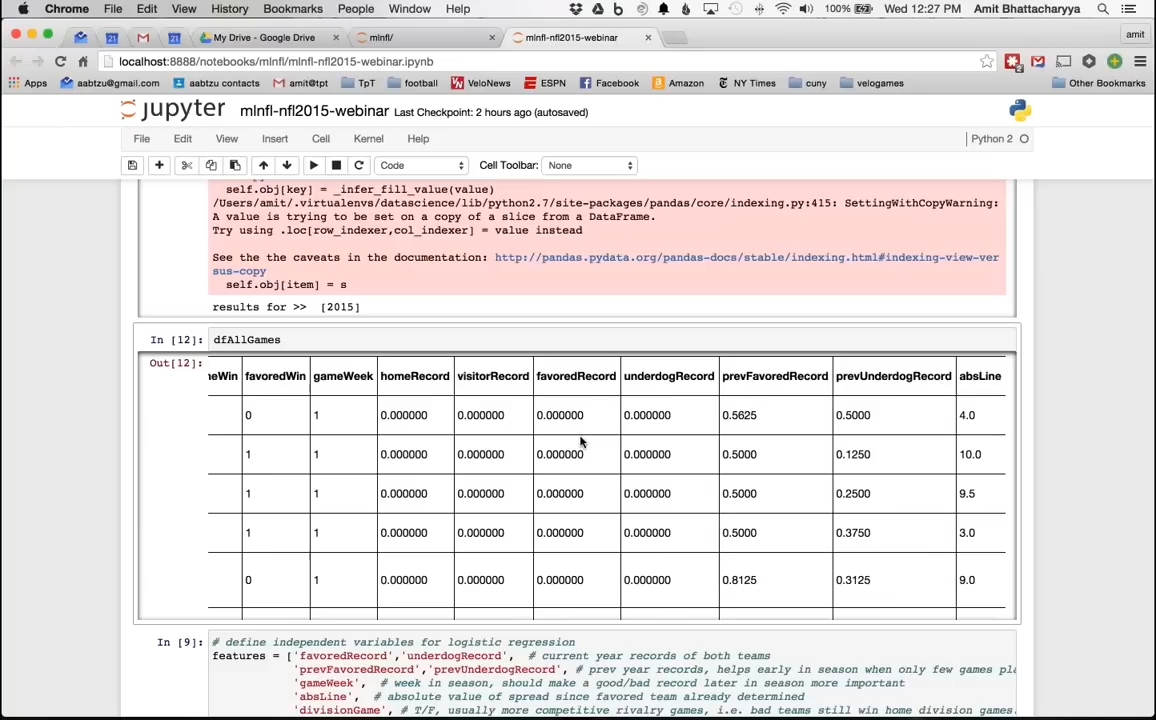 Chrome File Edit View History Bookmarks People Window Help 100% Wed 12:27 PM Amit Bhattacharyya
My Drive - Google Drive mlnfl/ mlnfl-nfl2015-webinar amit
localhost:8888/notebooks/mlnfl/mlnfl-nfl2015-webinar.ipynb
Apps aabtzu@gmail.com aabtzu contacts amit@tpt TpT football VeloNews ESPN Facebook Amazon NY Times cuny velogames Other Bookmarks
jupyter mlnfl-nfl2015-webinar Last Checkpoint: 2 hours ago (autosaved)
File Edit View Insert Cell Kernel Help Python 2
Code Cell Toolbar: None
self.obj[key] = _infer_fill_value(value)
/Users/amit/.virtualenvs/datascience/lib/python2.7/site-packages/pandas/core/indexing.py:415: SettingWithCopyWarning:
A value is trying to be set on a copy of a slice from a DataFrame.
Try using .loc[row_indexer,col_indexer] = value instead
See the the caveats in the documentation: http://pandas.pydata.org/pandas-docs/stable/indexing.html#indexing-view-ver
sus-copy
self.obj[item] = s
results for >> [2015]
In [12]: dfAllGames
Out[12]: eWin favoredWin gameWeek homeRecord visitorRecord favoredRecord underdogRecord prevFavoredRecord prevUnderdogRecord absLine
0 1 0.000000 0.000000 0.000000 0.000000 0.5625 0.5000 4.0
1 1 0.000000 0.000000 0.000000 0.000000 0.5000 0.1250 10.0
1 1 0.000000 0.000000 0.000000 0.000000 0.5000 0.2500 9.5
1 1 0.000000 0.000000 0.000000 0.000000 0.5000 0.3750 3.0
0 1 0.000000 0.000000 0.000000 0.000000 0.8125 0.3125 9.0
In [9]: # define independent variables for logistic regression
features = ['favoredRecord','underdogRecord', # current year records of both teams
'prevFavoredRecord','prevUnderdogRecord', # prev year records, helps early in season when only few games pla
'gameWeek', # week in season, should make a good/bad record later in season more important
'absLine', # absolute value of spread since favored team already determined
'divisionGame', # T/F, usually more competitive rivalry games, i.e. bad teams still win home division games.